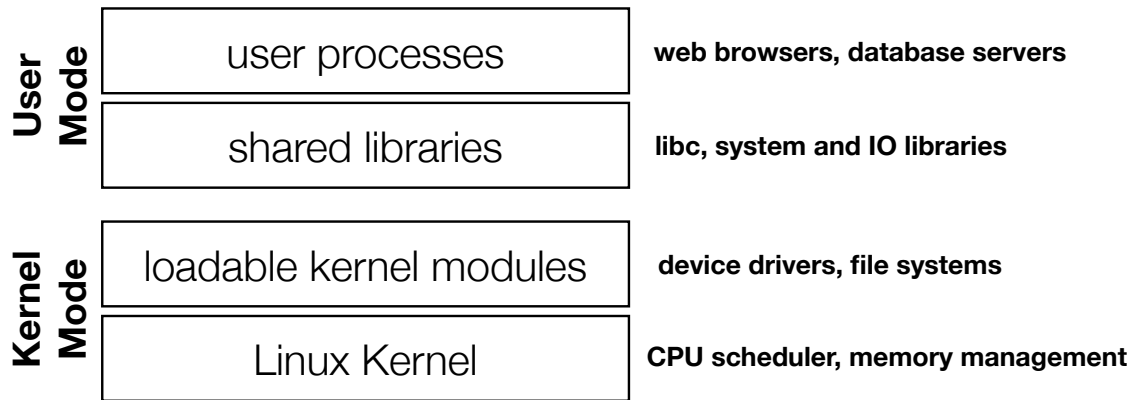 User
Mode
user processes
web browsers, database servers
shared libraries
libc, system and IO libraries
Kernel
Mode
loadable kernel modules
device drivers, file systems
Linux Kernel
CPU scheduler, memory management